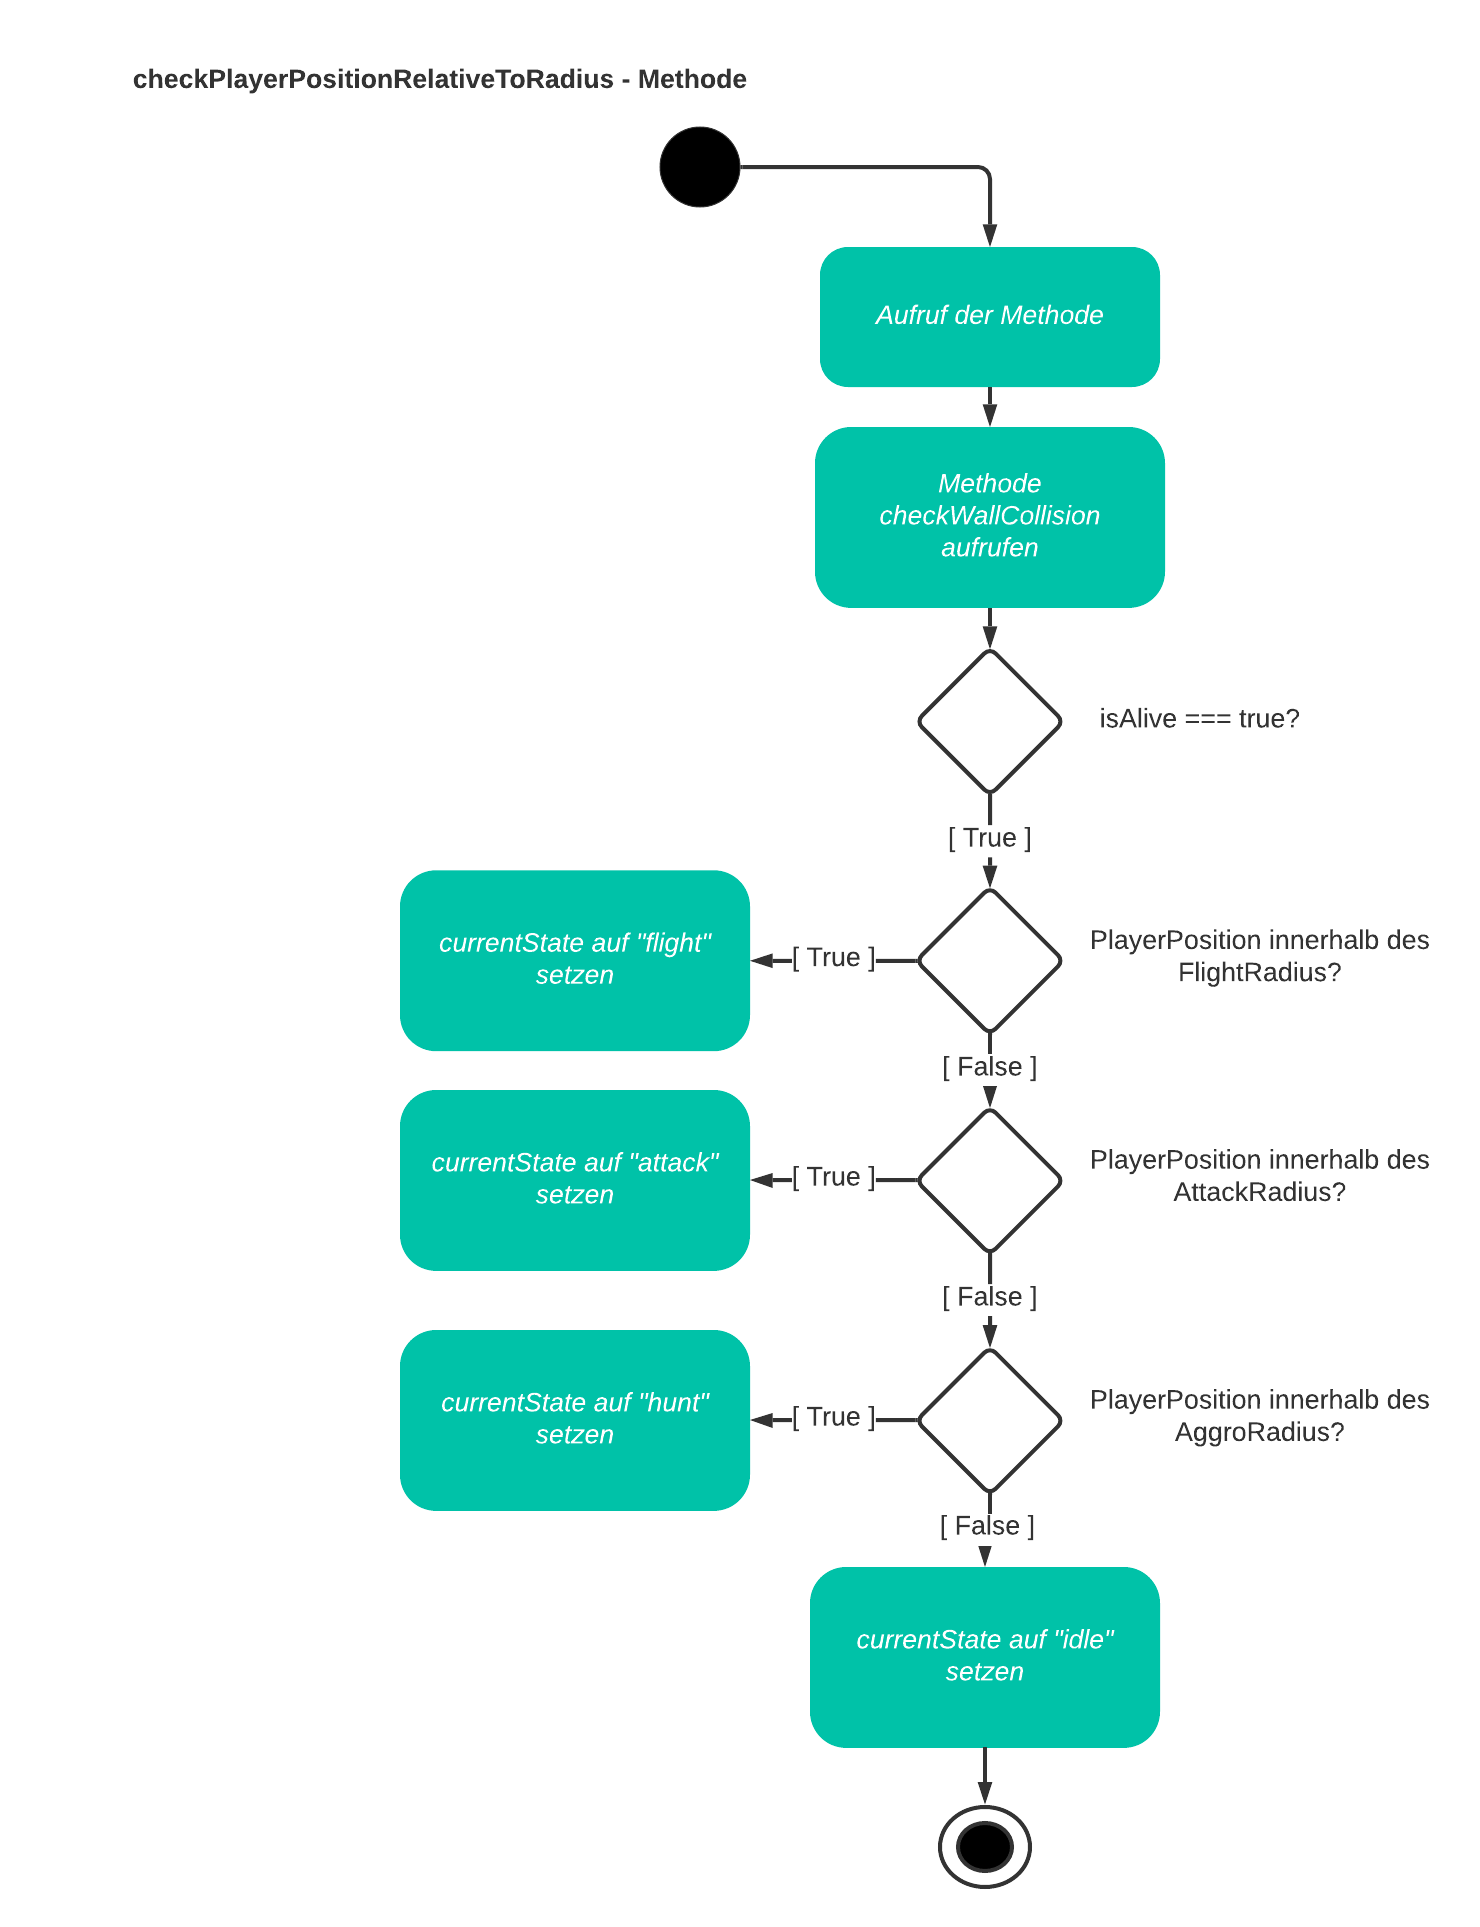 checkPlayerPositionRelativeToRadius - Methode
Aufruf der Methode
Methode
checkWallCollision
aufrufen
isAlive === true?
[ True ]
currentState auf "flight"
setzen
[ True ]
PlayerPosition innerhalb des
FlightRadius?
[ False ]
currentState auf "attack"
setzen
[ True ]
PlayerPosition innerhalb des
AttackRadius?
[ False ]
currentState auf "hunt"
setzen
[ True ]
PlayerPosition innerhalb des
AggroRadius?
[ False ]
currentState auf "idle"
setzen